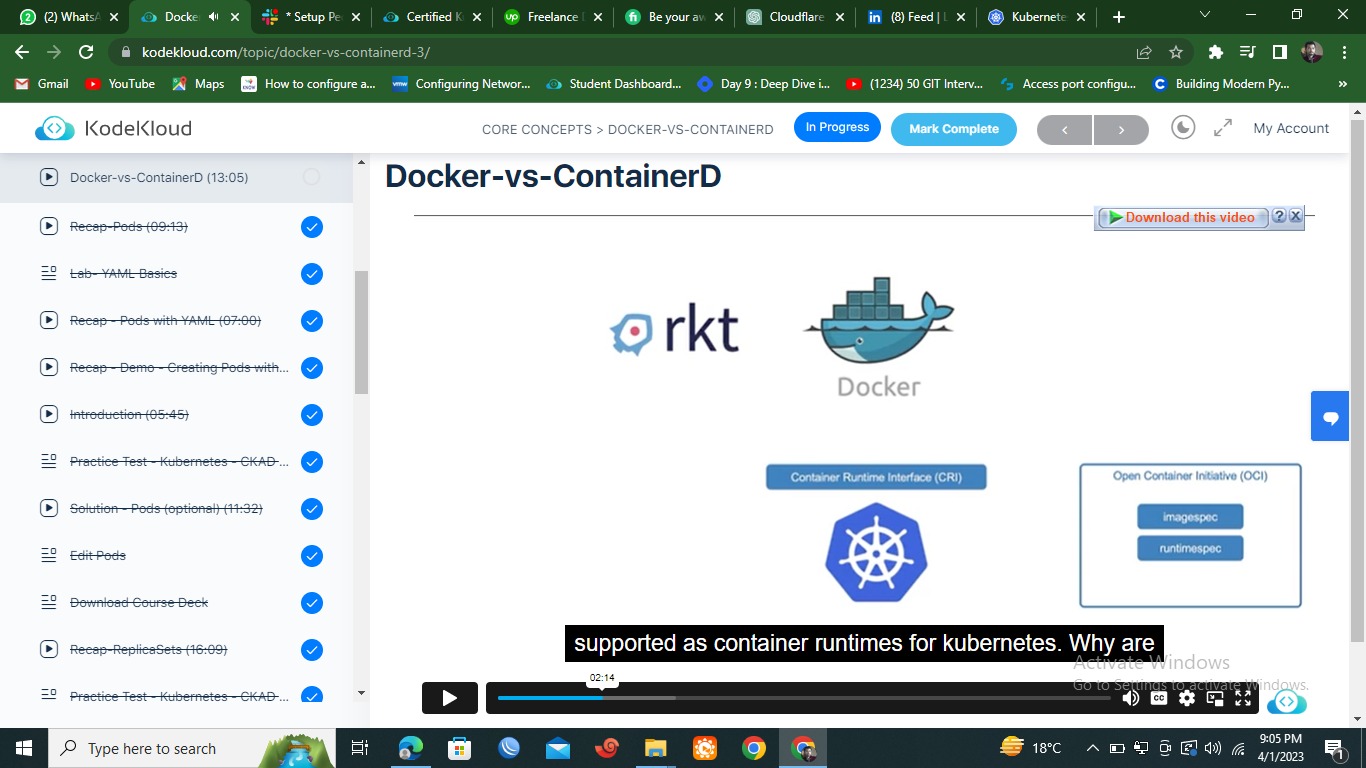 (2) WhatsA
Docke
* Setup Pe
Certified K
Freelance
Be your aw
Cloudflare
(8) Feed | L
Kubernete
kodekloud.com/topic/docker-vs-containerd-3/
Gmail
YouTube
Maps
How to configure a...
Configuring Networ...
Student Dashboard...
Day 9 : Deep Dive i...
(1234) 50 GIT Interv...
Access port configu...
Building Modern Py...
»
KodeKloud
CORE CONCEPTS > DOCKER-VS-CONTAINERD
In Progress
Mark Complete
My Account
Docker-vs-ContainerD (13:05)
Recap-Pods (09:13)
Lab- YAML Basics
Recap - Pods with YAML (07:00)
Recap - Demo - Creating Pods with...
Introduction (05:45)
Practice Test - Kubernetes - CKAD ...
Solution - Pods (optional) (11:32)
Edit Pods
Download Course Deck
Recap-ReplicaSets (16:09)
Practice Test - Kubernetes - CKAD ...
Docker-vs-ContainerD
Download this video
?
X
rkt
Docker
Container Runtime Interface (CRI)
Open Container Initiative (OCI)
imagespec
runtimespec
supported as container runtimes for kubernetes. Why are
Activate Windows
Go to Settings to activate Windows.
02:14
CC
Type here to search
18°C
9:05 PM
4/1/2023
1